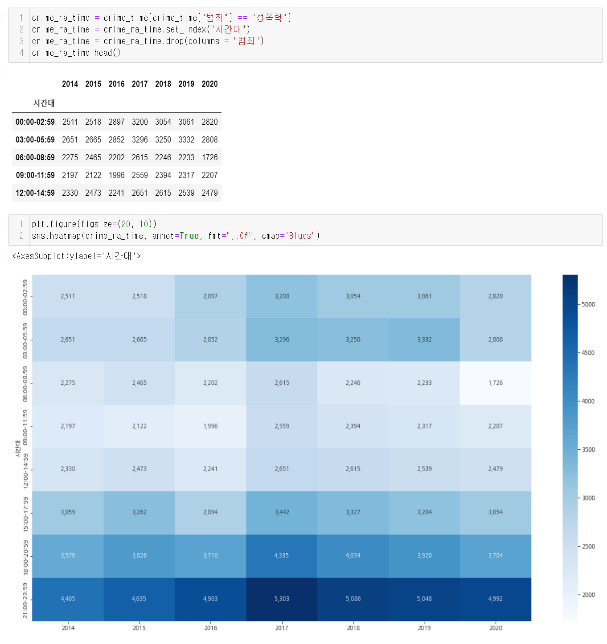 1 crime_ra_time = crime_time[crime_time["범죄"] == "성폭력"]
2 crime_ra_time = crime_ra_time.set_index("시간대")
3 crime_ra_time = crime_ra_time.drop(columns = "범죄")
4 crime_ra_time.head()
2014 2015 2016 2017 2018 2019 2020
시간대
00:00-02:59 2511 2518 2897 3200 3054 3061 2820
03:00-05:59 2651 2665 2852 3296 3250 3332 2808
06:00-08:59 2275 2465 2202 2615 2246 2233 1726
09:00-11:59 2197 2122 1996 2559 2394 2317 2207
12:00-14:59 2330 2473 2241 2651 2615 2539 2479
1 plt.figure(figsize=(20, 10))
2 sns.heatmap(crime_ra_time, annot=True, fmt=",.0f", cmap='Blues')
<AxesSubplot:ylabel='시간대'>
00:00-02:59 2,511 2,518 2,897 3,200 3,054 3,061 2,820
03:00-05:59 2,651 2,665 2,852 3,296 3,250 3,332 2,808
06:00-08:59 2,275 2,465 2,202 2,615 2,246 2,233 1,726
09:00-11:59 2,197 2,122 1,996 2,559 2,394 2,317 2,207
시간대
12:00-14:59 2,330 2,473 2,241 2,651 2,615 2,539 2,479
15:00-17:59 3,059 3,262 3,442 3,327 3,204 3,054
18:00-20:59 3,576 3,826 3,710 4,335 4,034 3,920 3,704
21:00-23:59 4,405 4,635 4,903 5,303 5,086 5,048 4,992
2014 2015 2016 2017 2018 2019 2020
5000
4000
3500
3000
2500
2000